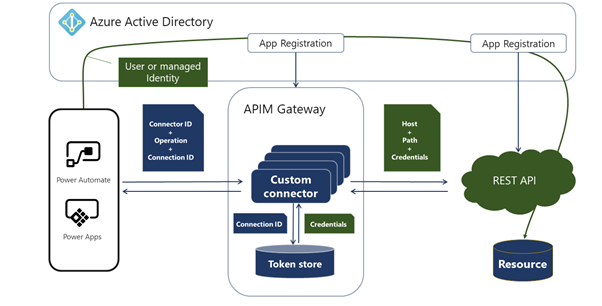 Azure Active Directory
App Registration
App Registration
User or managed
Identity
APIM Gateway
Connector ID
+
Operation
+
Connection ID
Host
+
Path
+
Credentials
Power Automate
Custom
connector
REST API
Power Apps
Connection ID
Credentials
Token store
Resource